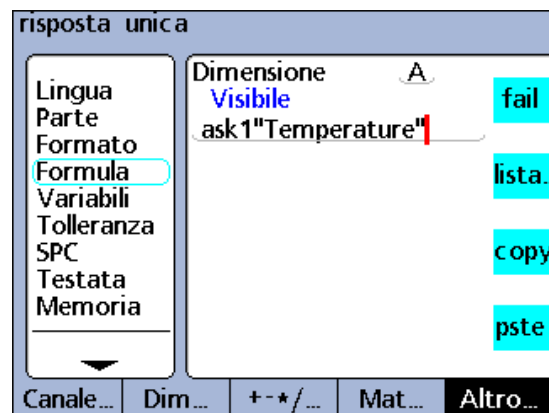 risposta unica
Lingua
Parte
Formato
Formula
Variabili
Tolleranza
SPC
Testata
Memoria
Dimensione A
Visibile
ask1"Temperature"
fail
lista.
copy
pste
Canale... Dim... +-*/... Mat... Altro...